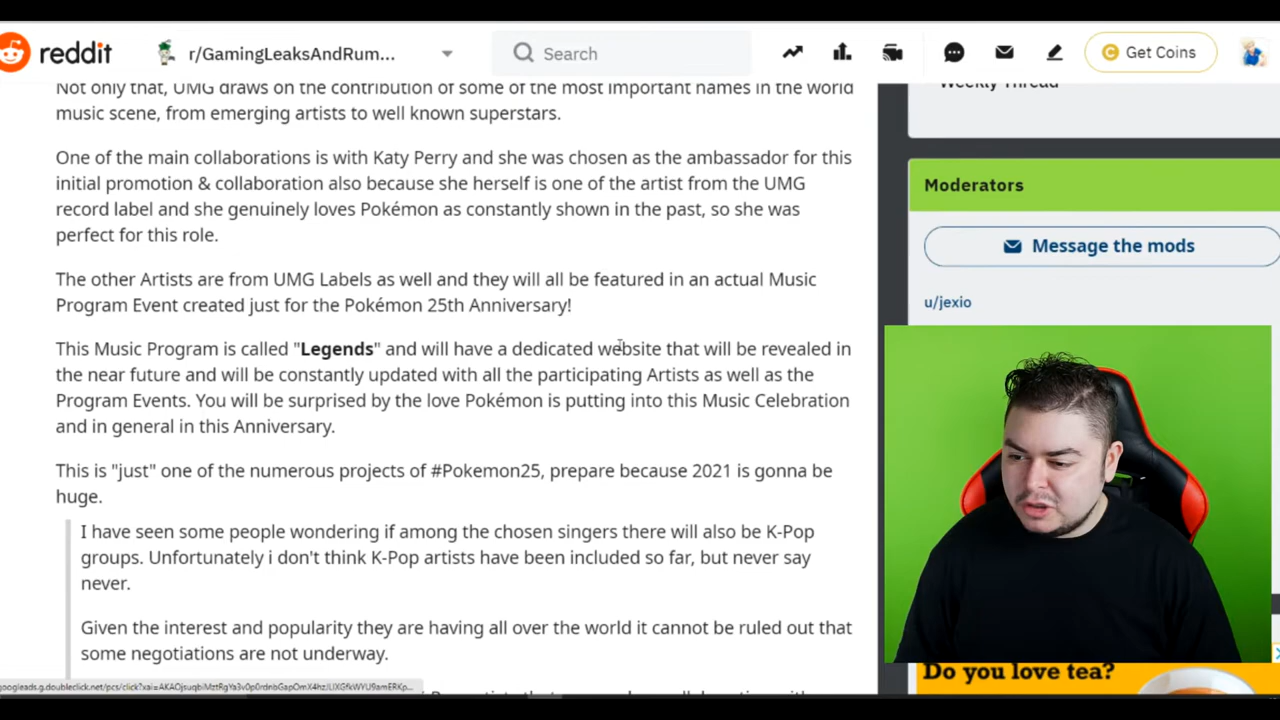 reddit r/GamingLeaksAndRum... Search Get Coins
Not only that, UMG draws on the contribution of some of the most important names in the world
music scene, from emerging artists to well known superstars.
One of the main collaborations is with Katy Perry and she was chosen as the ambassador for this
initial promotion & collaboration also because she herself is one of the artist from the UMG
record label and she genuinely loves Pokémon as constantly shown in the past, so she was
perfect for this role.
The other Artists are from UMG Labels as well and they will all be featured in an actual Music
Program Event created just for the Pokémon 25th Anniversary!
This Music Program is called "Legends" and will have a dedicated website that will be revealed in
the near future and will be constantly updated with all the participating Artists as well as the
Program Events. You will be surprised by the love Pokémon is putting into this Music Celebration
and in general in this Anniversary.
This is "just" one of the numerous projects of #Pokemon25, prepare because 2021 is gonna be
huge.
I have seen some people wondering if among the chosen singers there will also be K-Pop
groups. Unfortunately i don't think K-Pop artists have been included so far, but never say
never.
Given the interest and popularity they are having all over the world it cannot be ruled out that
some negotiations are not underway.
Weekly Thread
Moderators
Message the mods
u/jexio
Do you love tea?